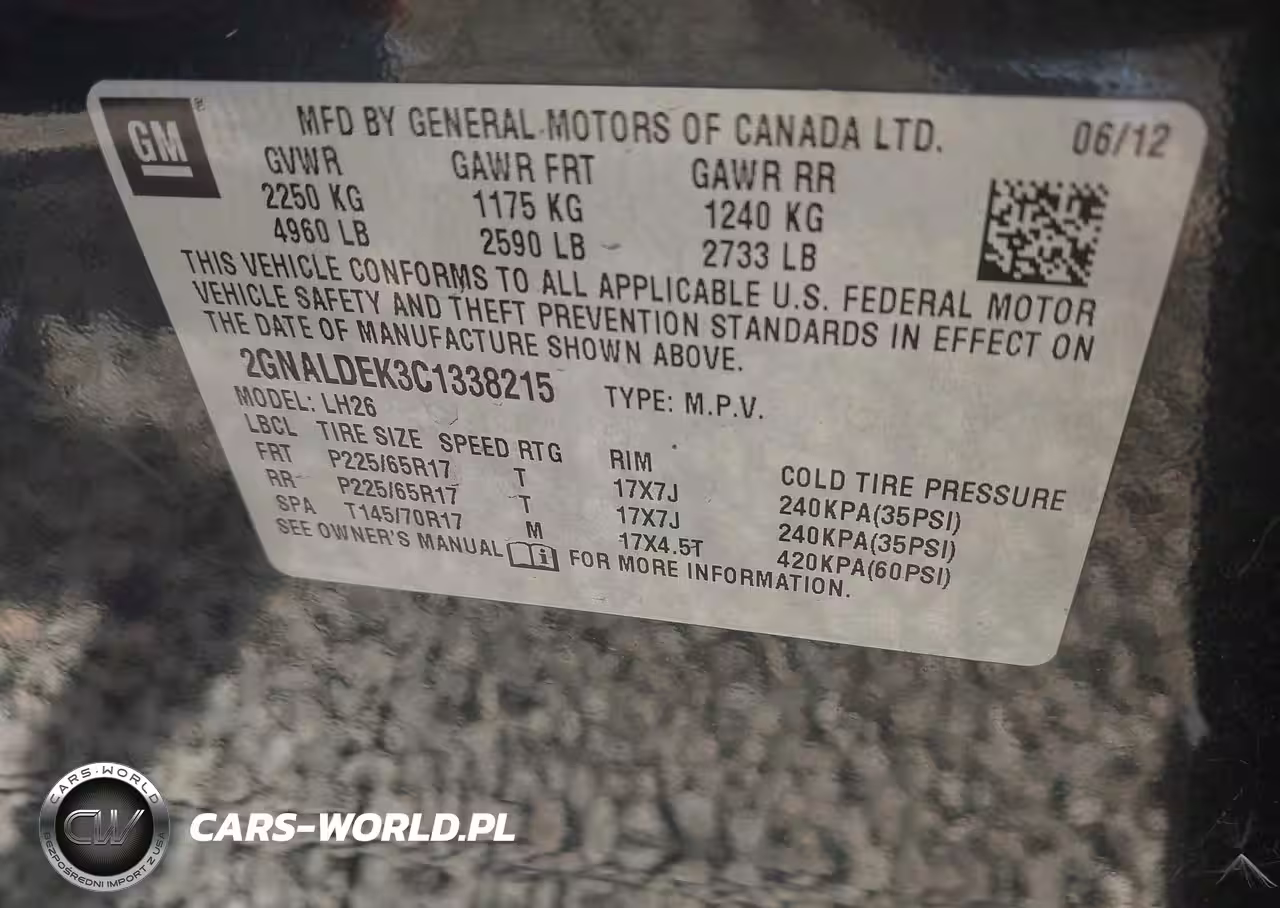 GM
MFD BY GENERAL MOTORS OF CANADA LTD. 06/12
GVWR GAWR FRT GAWR RR
2250 KG 1175 KG 1240 KG
4960 LB 2590 LB 2733 LB
THIS VEHICLE CONFORMS TO ALL APPLICABLE U.S. FEDERAL MOTOR
VEHICLE SAFETY AND THEFT PREVENTION STANDARDS IN EFFECT ON
THE DATE OF MANUFACTURE SHOWN ABOVE.
2GNALDEK3C1338215 TYPE: M.P.V.
MODEL: LH26
LBCL TIRE SIZE SPEED RTG RIM COLD TIRE PRESSURE
FRT P225/65R17 T 17X7J 240KPA(35PSI)
RR P225/65R17 T 17X7J 240KPA(35PSI)
SPA T145/70R17 M 17X4.5T 420KPA(60PSI)
SEE OWNER'S MANUAL FOR MORE INFORMATION.
CARS-WORLD
CW
BEZPOŚREDNI IMPORT Z USA
CARS-WORLD.PL